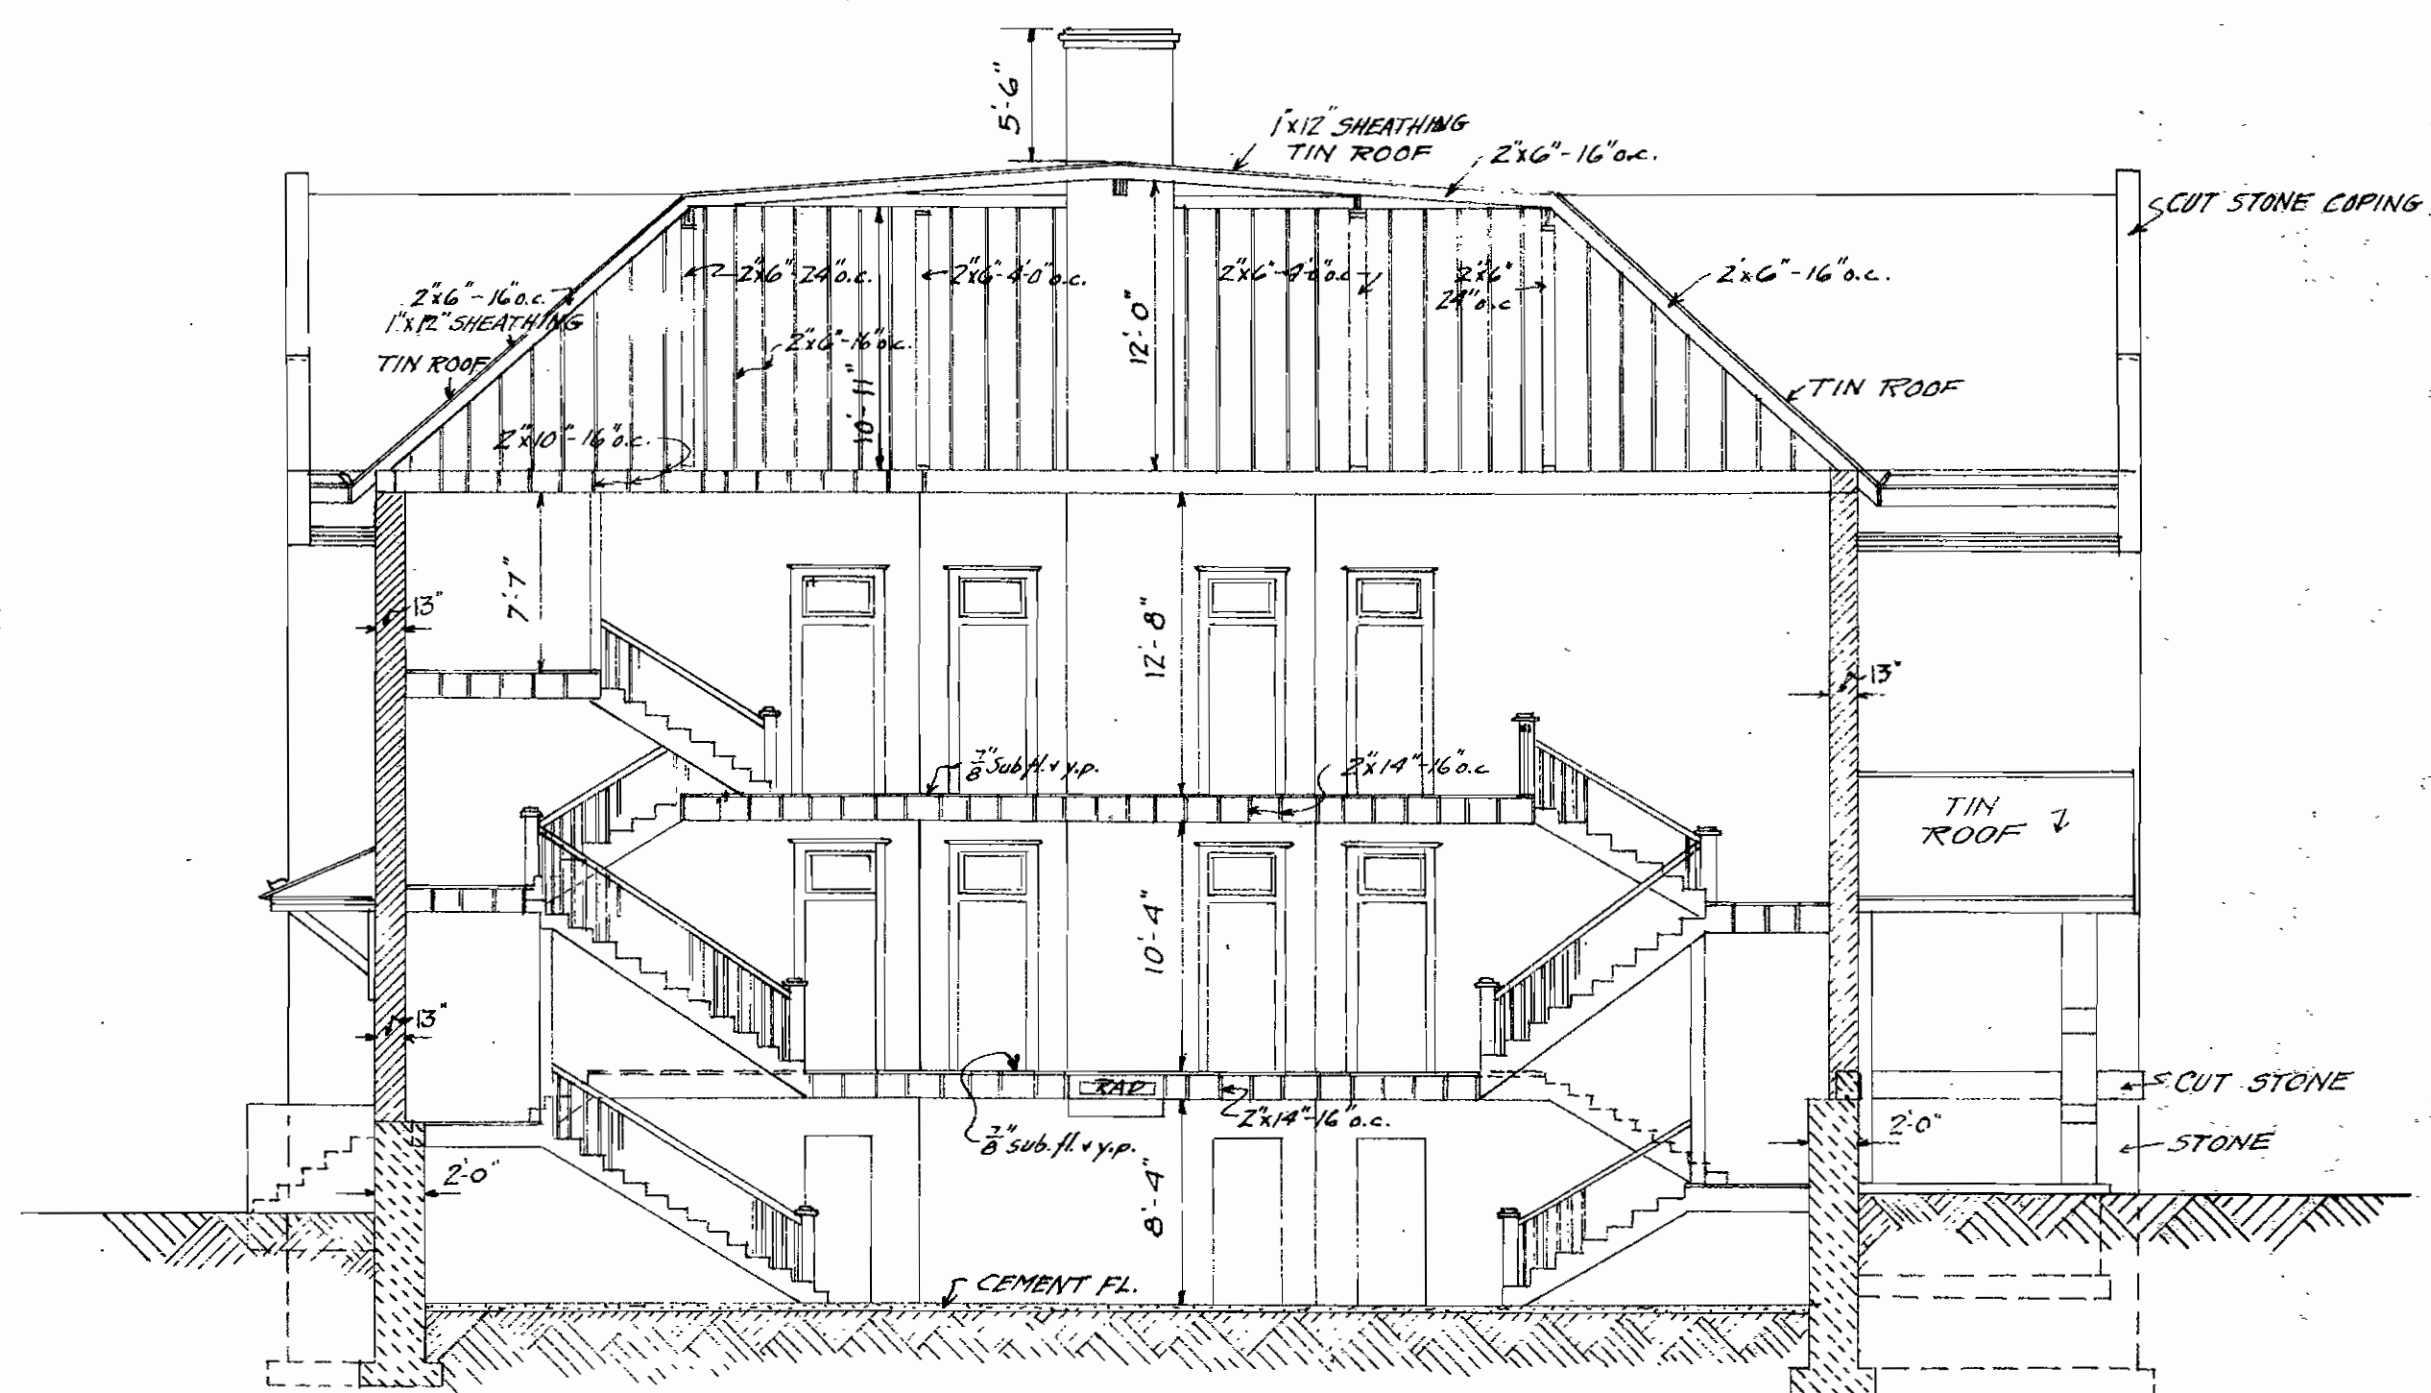 5'-6"
1"x12" SHEATHING
TIN ROOF
2"x6"-16"o.c.
CUT STONE COPING
2"x6"-24"o.c.
2"x6"-4'-0"o.c.
2"x6"-4'-0"o.c.
2"x6"
24"o.c
2"x6"-16"o.c.
2"x6"-16"o.c.
1"x12" SHEATHING
TIN ROOF
2"x6"-16"o.c.
10'-11"
12'-0"
TIN ROOF
2"x10"-16"o.c.
7'-7"
13"
12'-8"
13"
7/8" Sub fl. & y.p.
2"x14"-16"o.c
TIN
ROOF
10'-4"
13"
RAD
2"x14"-16"o.c.
7/8" sub. fl. & y.p.
CUT STONE
2'-0"
STONE
2'-0"
8'-4"
CEMENT FL.